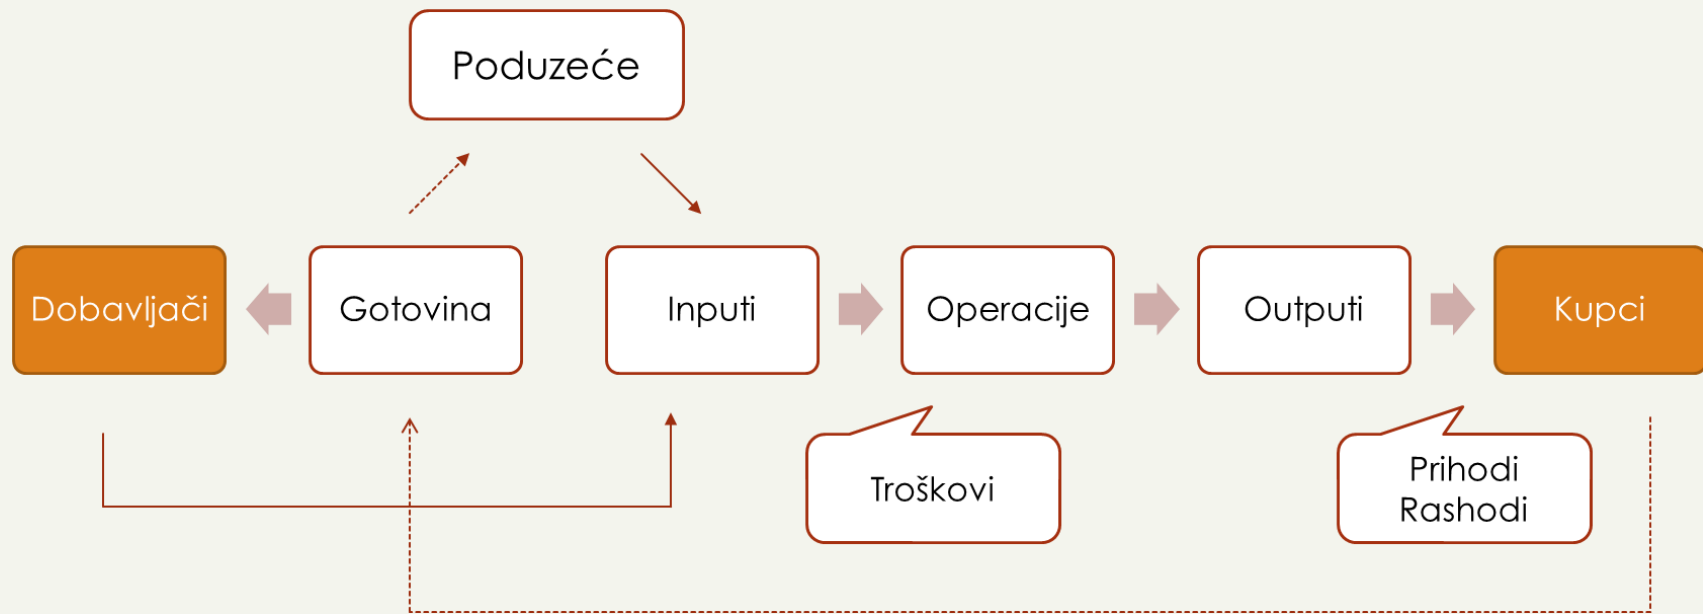 Poduzeće
Dobavljači
Gotovina
Inputi
Operacije
Outputi
Kupci
Troškovi
Prihodi
Rashodi